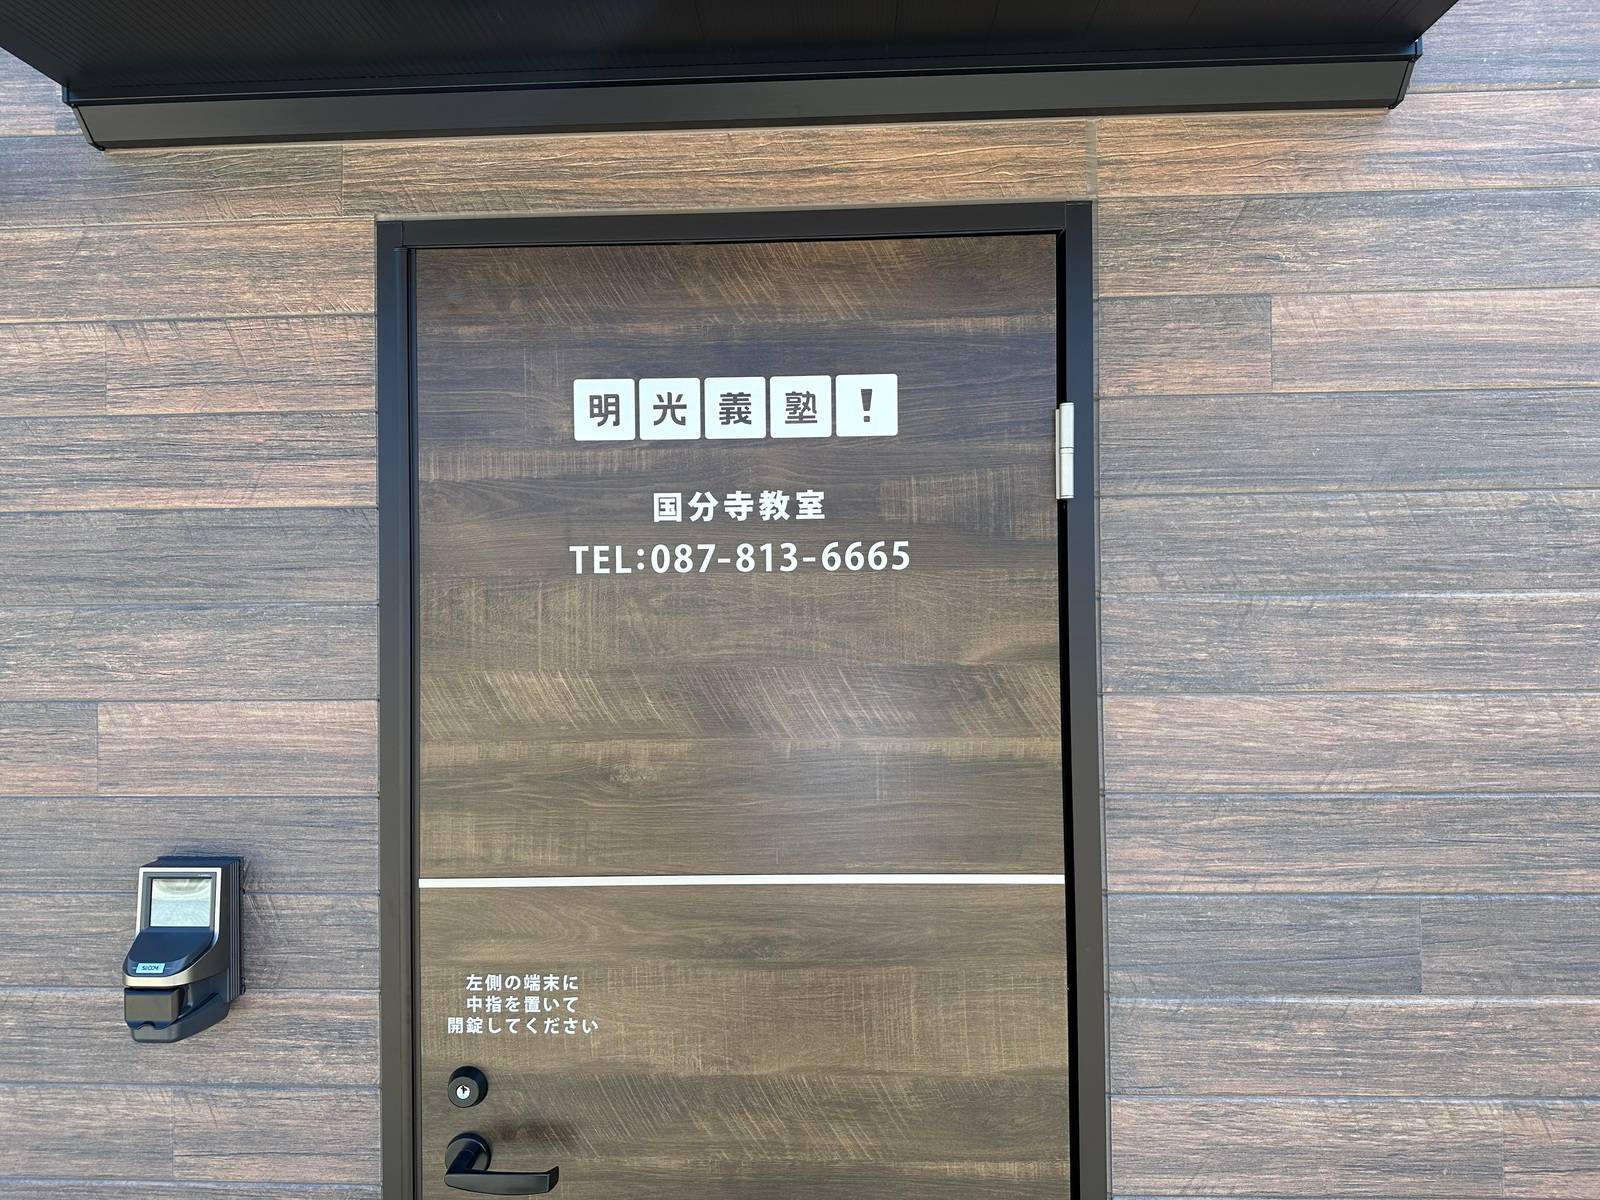 明光義塾!
国分寺教室
TEL:087-813-6665
左側の端末に
中指を置いて
開錠してください